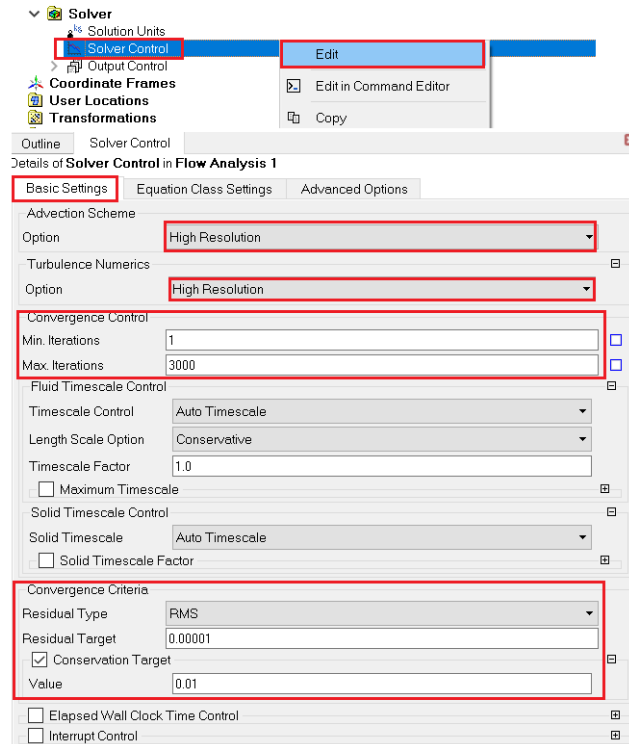 Solver
Solution Units
Solver Control
Edit
Output Control
Edit in Command Editor
Coordinate Frames
User Locations
Transformations
Copy
Outline Solver Control
Details of Solver Control in Flow Analysis 1
Basic Settings Equation Class Settings Advanced Options
Advection Scheme
Option High Resolution
Turbulence Numerics
Option High Resolution
Convergence Control
Min. Iterations 1
Max. Iterations 3000
Fluid Timescale Control
Timescale Control Auto Timescale
Length Scale Option Conservative
Timescale Factor 1.0
Maximum Timescale
Solid Timescale Control
Solid Timescale Auto Timescale
Solid Timescale Factor
Convergence Criteria
Residual Type RMS
Residual Target 0.00001
Conservation Target
Value 0.01
Elapsed Wall Clock Time Control
Interrupt Control